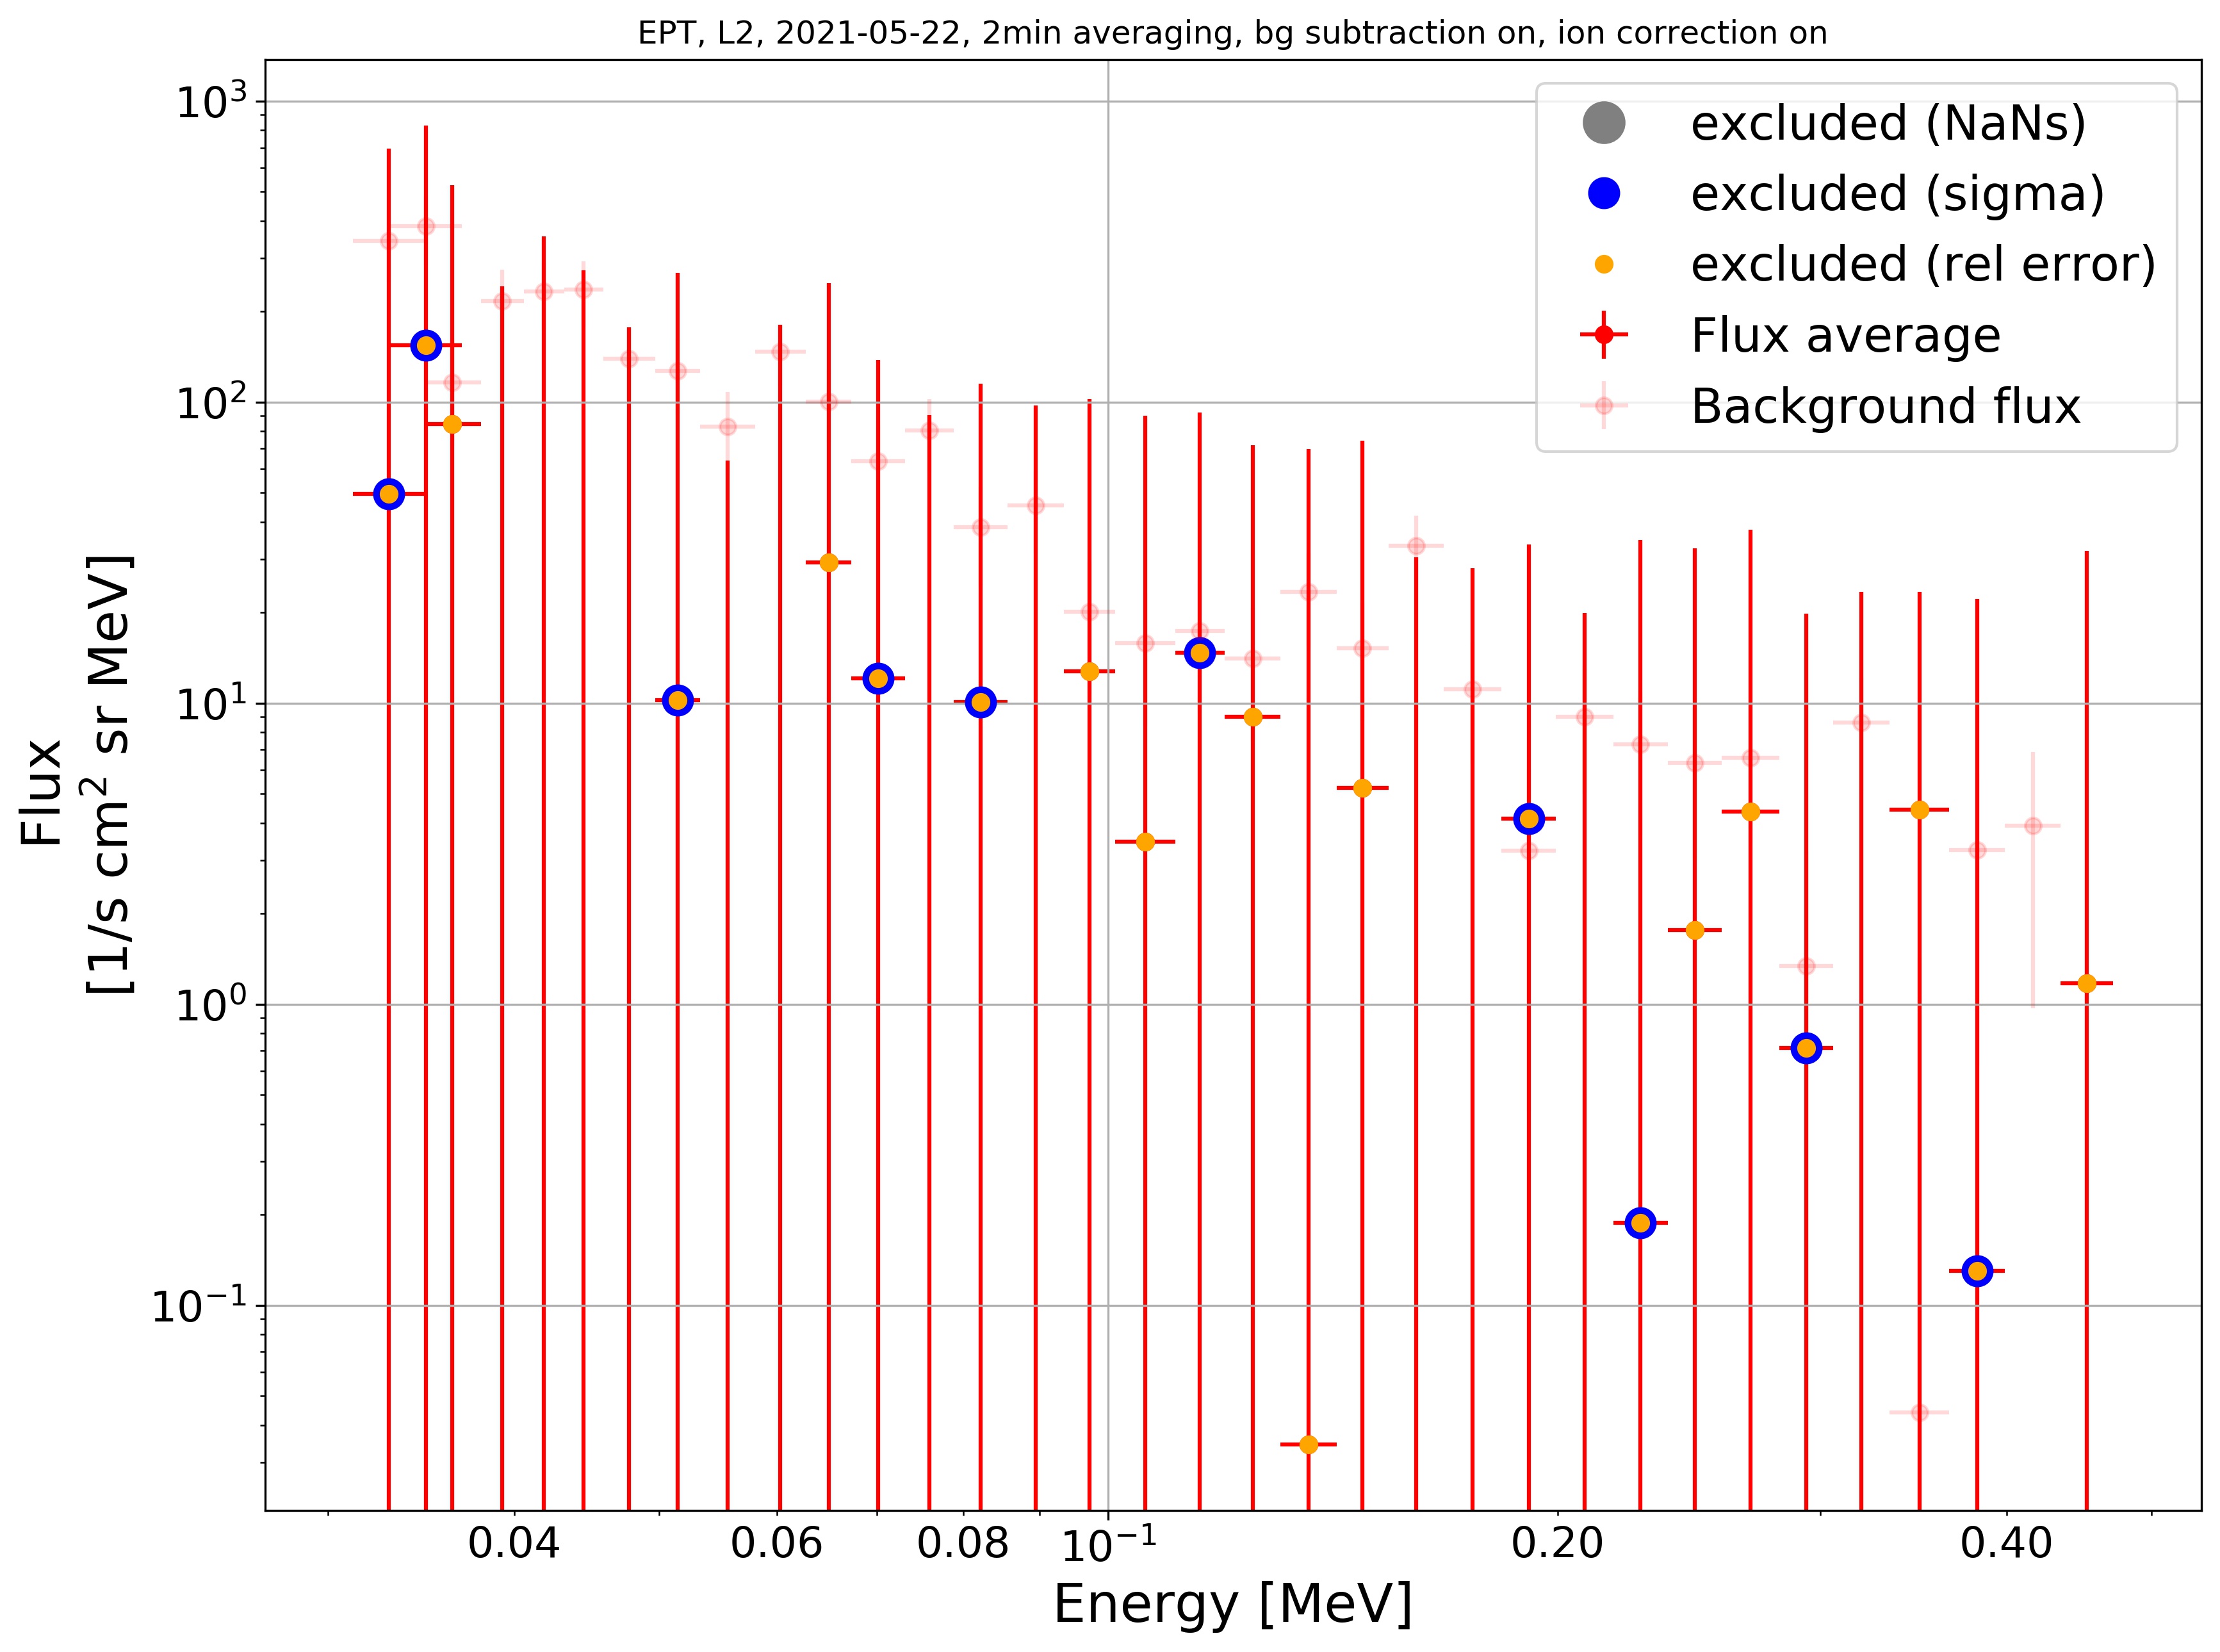 EPT, L2, 2021-05-22, 2min averaging, bg subtraction on, ion correction on
10³
10²
10¹
10⁰
10⁻¹
Flux
[1/s cm² sr MeV]
excluded (NaNs)
excluded (sigma)
excluded (rel error)
Flux average
Background flux
0.04 0.06 0.08 10⁻¹ 0.20 0.40
Energy [MeV]